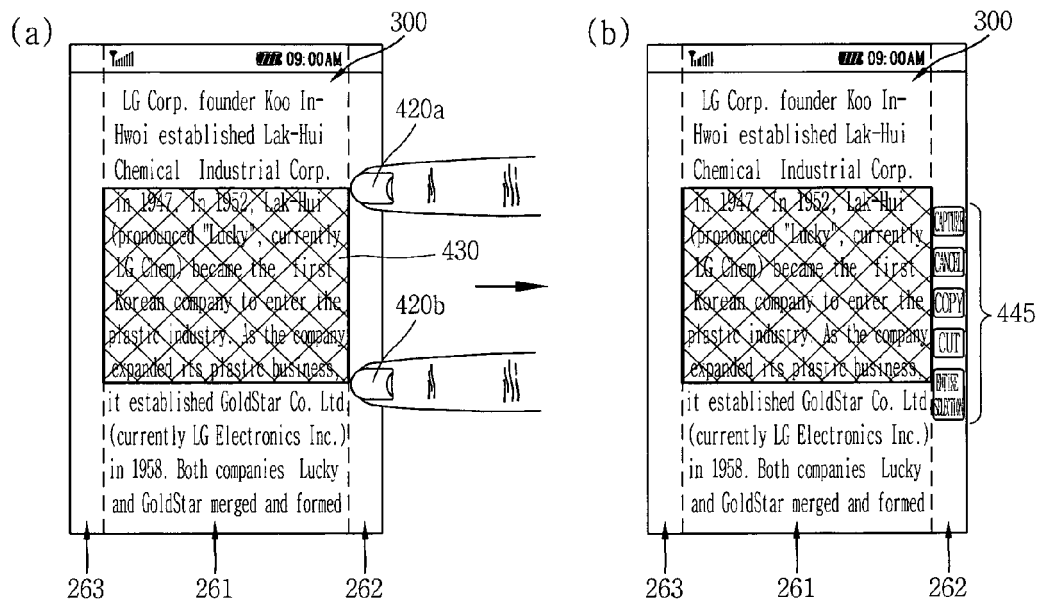 (a)
300
09:00AM
LG Corp. founder Koo In-
Hwoi established Lak-Hui
Chemical Industrial Corp.
in 1947. In 1952, Lak-Hui
(pronounced "Lucky", currently
LG Chem) became the first
Korean company to enter the
plastic industry. As the company
expanded its plastic business,
it established GoldStar Co. Ltd
(currently LG Electronics Inc.)
in 1958. Both companies Lucky
and GoldStar merged and formed
420a
430
420b
263
261
262
(b)
300
09:00AM
LG Corp. founder Koo In-
Hwoi established Lak-Hui
Chemical Industrial Corp.
in 1947. In 1952, Lak-Hui
(pronounced "Lucky", currently
LG Chem) became the first
Korean company to enter the
plastic industry. As the company
expanded its plastic business,
it established GoldStar Co. Ltd
(currently LG Electronics Inc.)
in 1958. Both companies Lucky
and GoldStar merged and formed
CAPTURE
CANCEL
COPY
CUT
ENTIRE
SELECTION
445
263
261
262